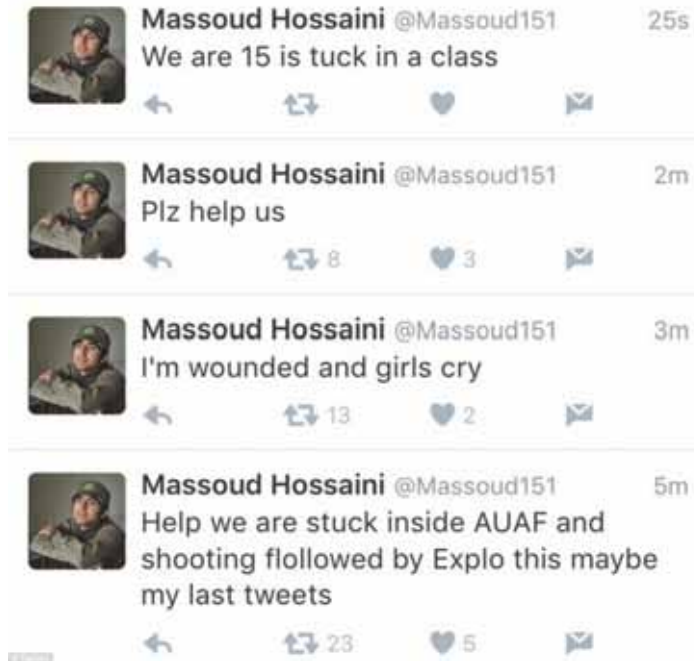 Massoud Hossaini @Massoud151 25s
We are 15 is tuck in a class
Massoud Hossaini @Massoud151 2m
Plz help us
8 3
Massoud Hossaini @Massoud151 3m
I'm wounded and girls cry
13 2
Massoud Hossaini @Massoud151 5m
Help we are stuck inside AUAF and
shooting flollowed by Explo this maybe
my last tweets
23 5